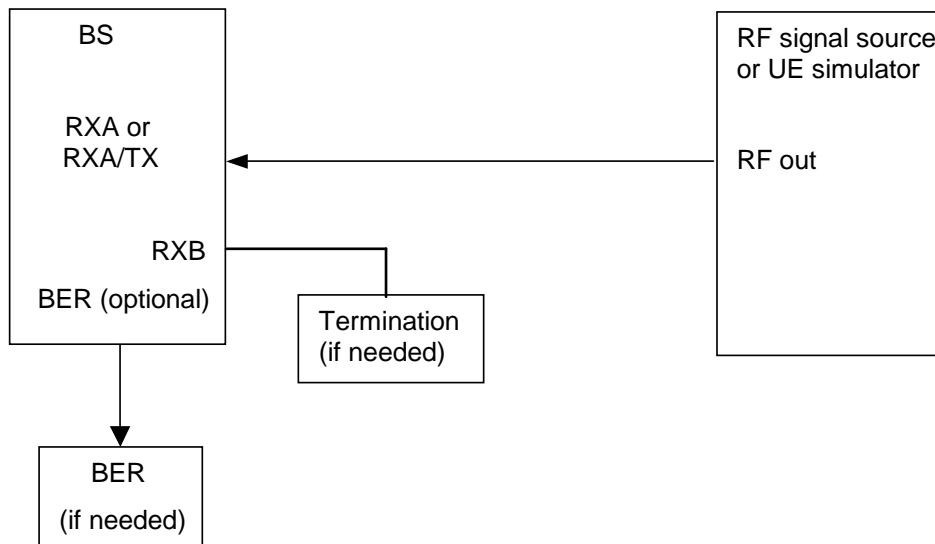 BS
RXA or
RXA/TX
RXB
BER (optional)
Termination
(if needed)
BER
(if needed)
RF signal source
or UE simulator
RF out